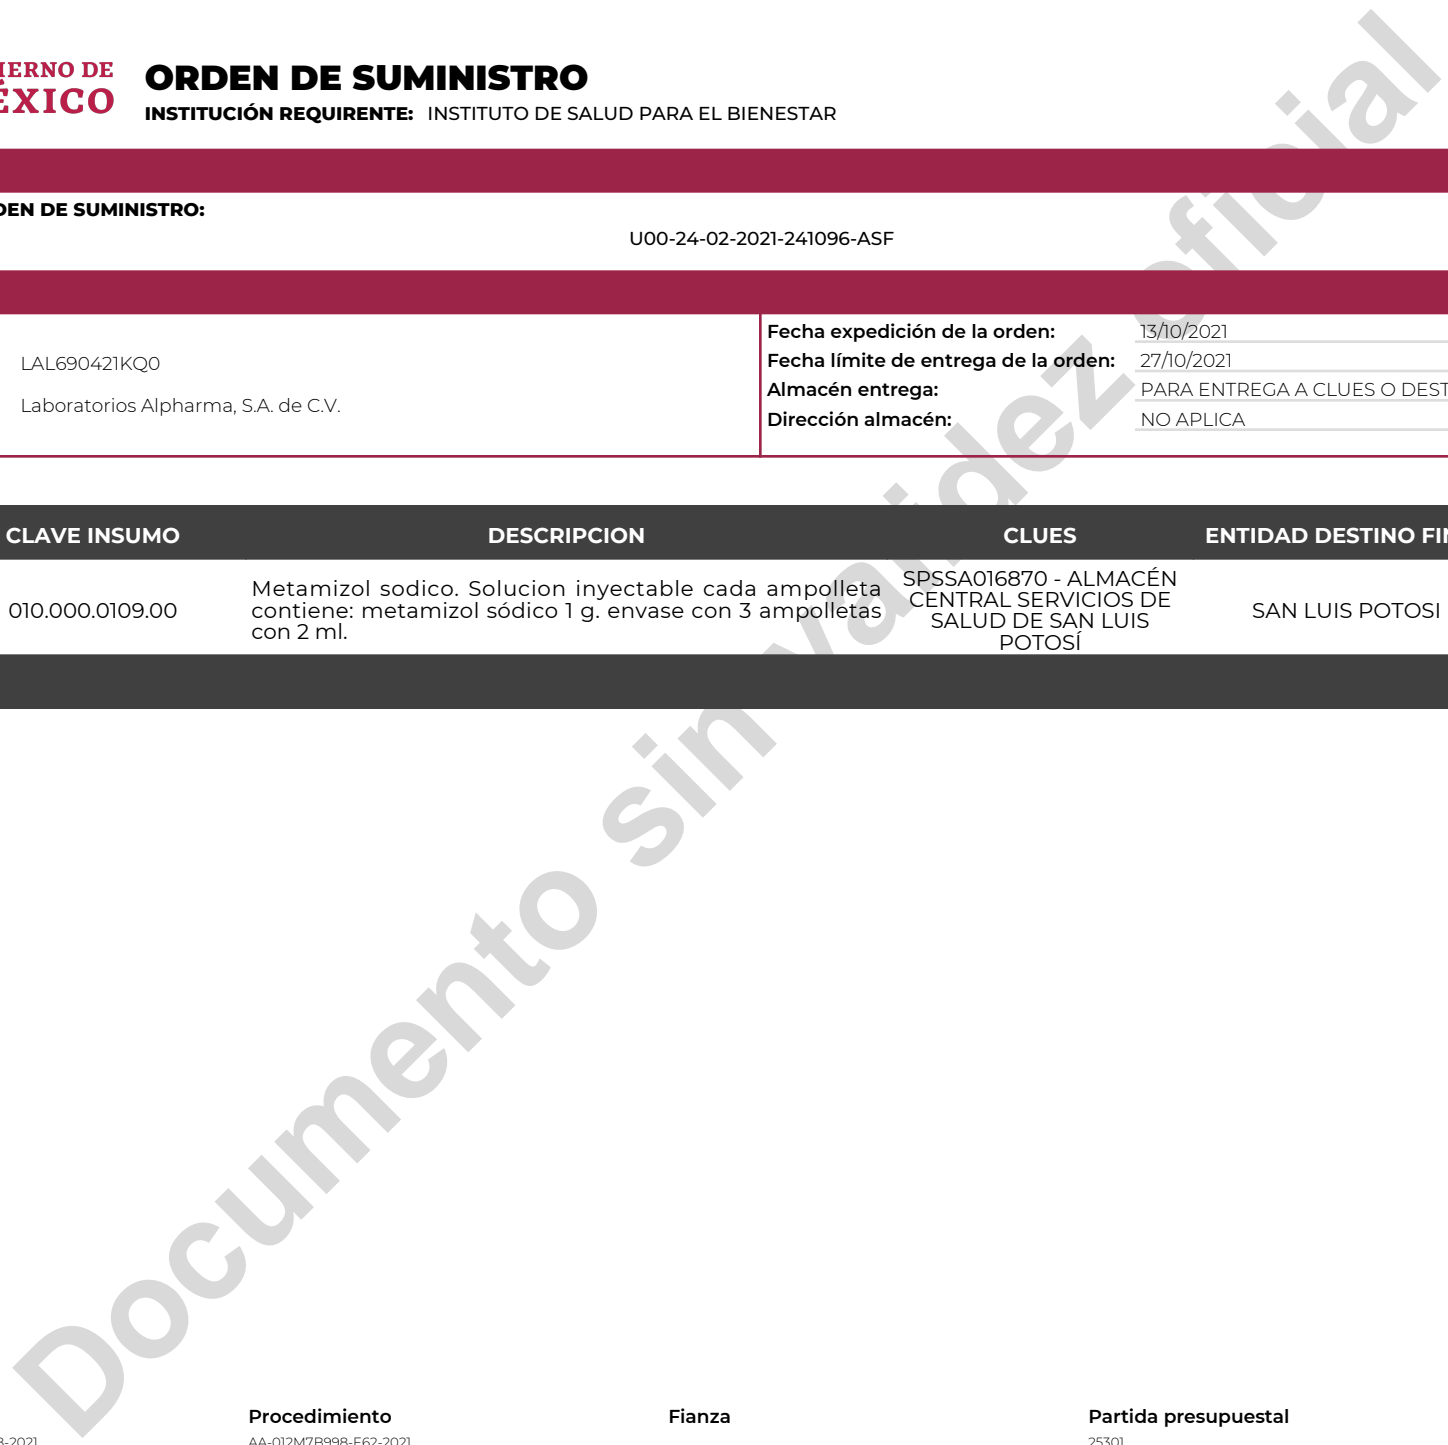 IERNO DE
ÉXICO
ORDEN DE SUMINISTRO
INSTITUCIÓN REQUIRENTE: INSTITUTO DE SALUD PARA EL BIENESTAR
DEN DE SUMINISTRO:
U00-24-02-2021-241096-ASF
LAL690421KQ0
Laboratorios Alpharma, S.A. de C.V.
Fecha expedición de la orden: 13/10/2021
Fecha límite de entrega de la orden: 27/10/2021
Almacén entrega: PARA ENTREGA A CLUES O DEST
Dirección almacén: NO APLICA
CLAVE INSUMO DESCRIPCION CLUES ENTIDAD DESTINO FIN
010.000.0109.00
Metamizol sodico. Solucion inyectable cada ampolleta
contiene: metamizol sódico 1 g. envase con 3 ampolletas
con 2 ml.
SPSSA016870 - ALMACÉN
CENTRAL SERVICIOS DE
SALUD DE SAN LUIS
POTOSÍ
SAN LUIS POTOSI
Documento sin validez oficial
Procedimiento Fianza Partida presupuestal
-2021 AA-012M7B998-E62-2021 25301